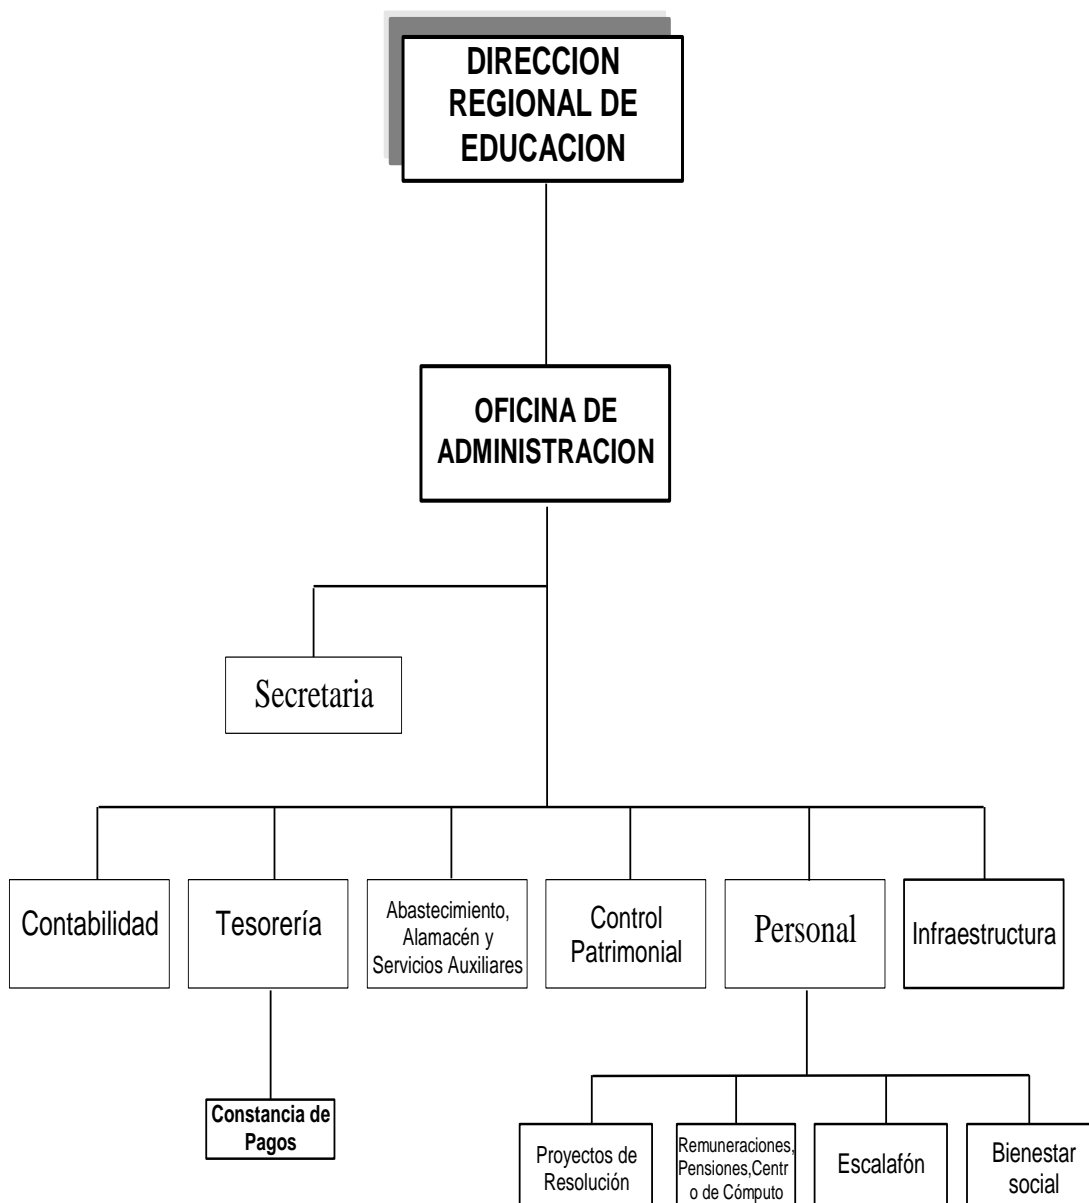 DIRECCION
REGIONAL DE
EDUCACION
OFICINA DE
ADMINISTRACION
Secretaria
Contabilidad
Tesorería
Abastecimiento,
Alamacén y
Servicios Auxiliares
Control
Patrimonial
Personal
Infraestructura
Constancia de
Pagos
Proyectos de
Resolución
Remuneraciones,
Pensiones,Centr
o de Cómputo
Escalafón
Bienestar
social